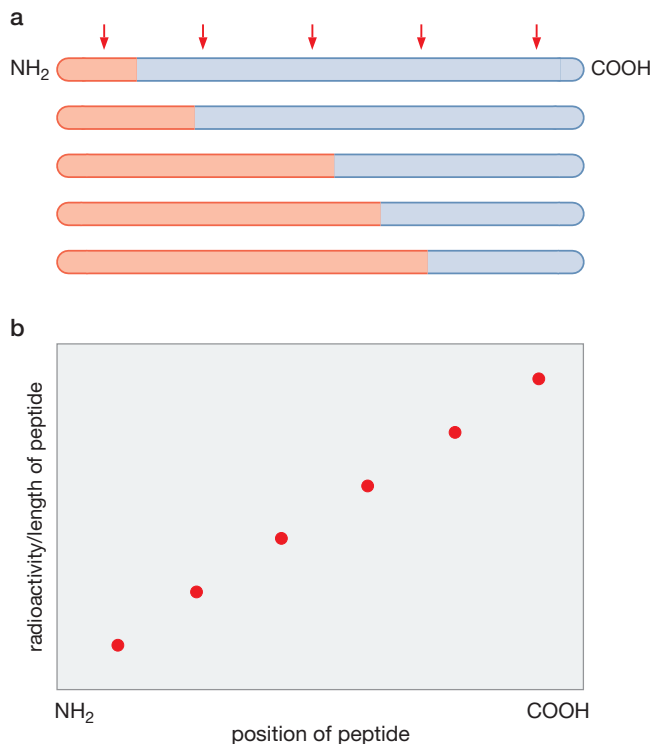 a
NH₂ COOH
b
radioactivity/length of peptide
NH₂ COOH
position of peptide